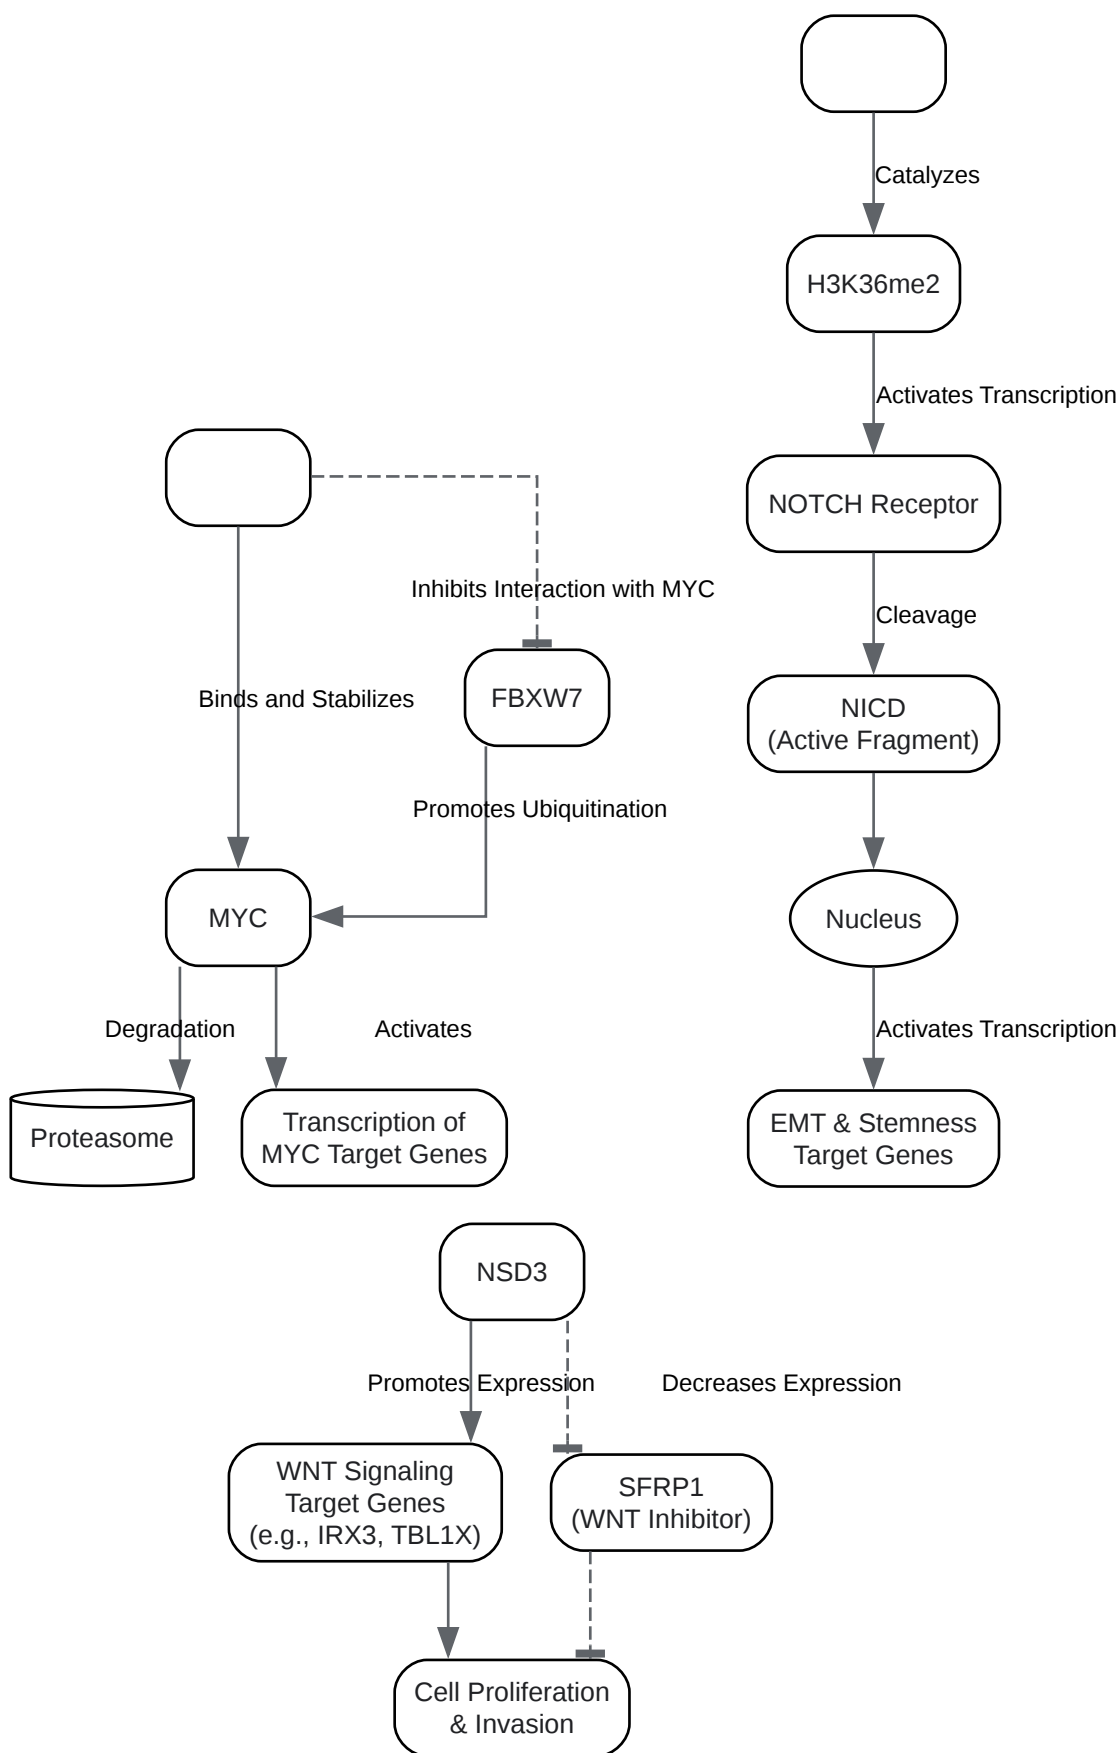 Catalyzes
H3K36me2
Activates Transcription
NOTCH Receptor
Inhibits Interaction with MYC
Cleavage
Binds and Stabilizes
FBXW7
NICD
(Active Fragment)
Promotes Ubiquitination
MYC
Nucleus
Degradation
Activates
Activates Transcription
Proteasome
Transcription of
MYC Target Genes
EMT & Stemness
Target Genes
NSD3
Promotes Expression
Decreases Expression
WNT Signaling
Target Genes
(e.g., IRX3, TBL1X)
SFRP1
(WNT Inhibitor)
Cell Proliferation
& Invasion